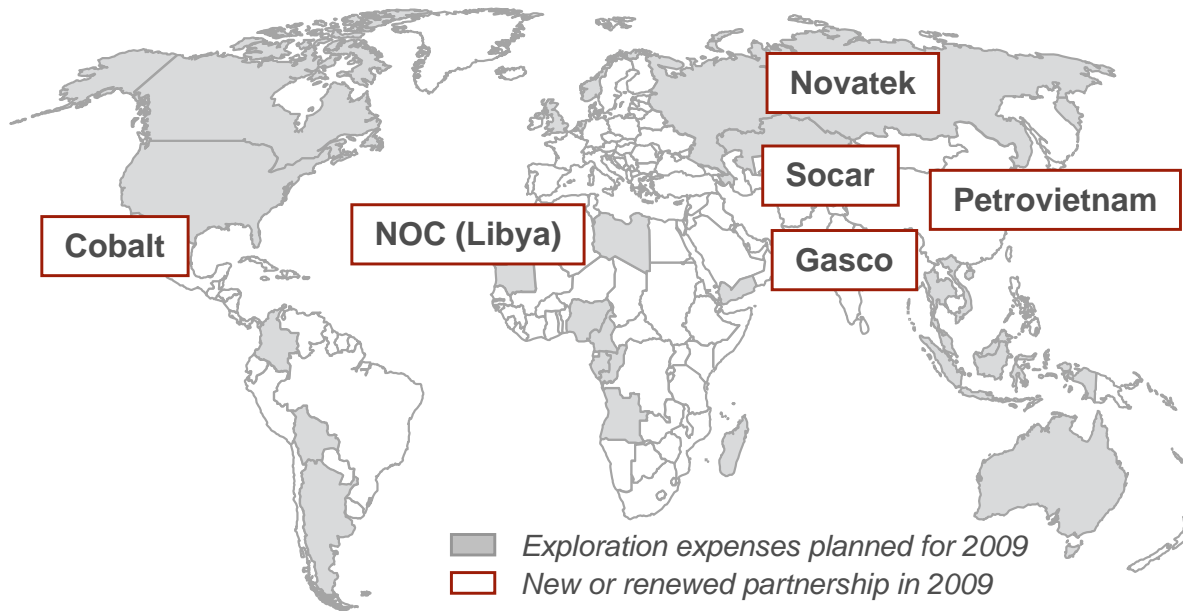 Novatek
Socar
Petrovietnam
NOC (Libya)
Cobalt
Gasco
Exploration expenses planned for 2009
New or renewed partnership in 2009